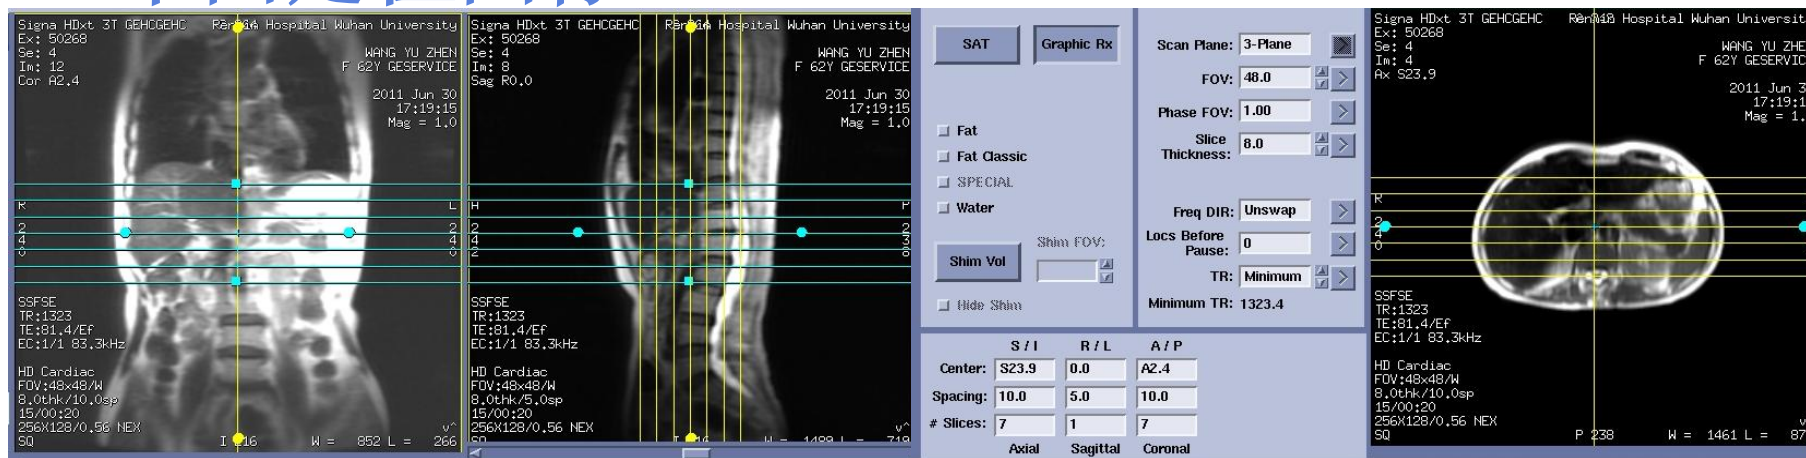 Signa HDxt 3T GEHCGEHC
Ex: 50268
Se: 4
Im: 12
Cor A2.4
Hospital Wuhan University
WANG YU ZHEN
F 62Y GESERVICE
2011 Jun 30
17:19:15
Mag = 1.0
R
L
SSFSE
TR:1323
TE:81.4/Ef
EC:1/1 83.3kHz
HD Cardiac
FOV:48x48/W
8.0thk/10.0sp
15/00:20
256X128/0.56 NEX
SQ
v^
W = 852 L = 266
Signa HDxt 3T GEHCGEHC
Ex: 50268
Se: 4
Im: 8
Sag R0.0
Hospital Wuhan University
WANG YU ZHEN
F 62Y GESERVICE
2011 Jun 30
17:19:15
Mag = 1.0
P
SSFSE
TR:1323
TE:81.4/Ef
EC:1/1 83.3kHz
HD Cardiac
FOV:48x48/W
8.0thk/5.0sp
15/00:20
256X128/0.56 NEX
v^
SAT
Graphic Rx
Fat
Fat Classic
SPECIAL
Water
Shim Vol
Shim FOV:
Hide Shim
Scan Plane: 3-Plane
FOV: 48.0
Phase FOV: 1.00
Slice
Thickness: 8.0
Freq DIR: Unswap
Locs Before
Pause: 0
TR: Minimum
Minimum TR: 1323.4
S / I R / L A / P
Center: S23.9 0.0 A2.4
Spacing: 10.0 5.0 10.0
# Slices: 7 1 7
Axial Sagittal Coronal
Signa HDxt 3T GEHCGEHC
Ex: 50268
Se: 4
Im: 4
Ax S23.9
Hospital Wuhan
WANG YU ZHEN
F 62Y
2011 Jun
Mag =
R
SSFSE
TR:1323
TE:81.4/Ef
EC:1/1 83.3kHz
HD Cardiac
FOV:48x48/W
8.0thk/10.0sp
15/00:20
256X128/0.56 NEX
SQ
P 238
W = 1461 L =